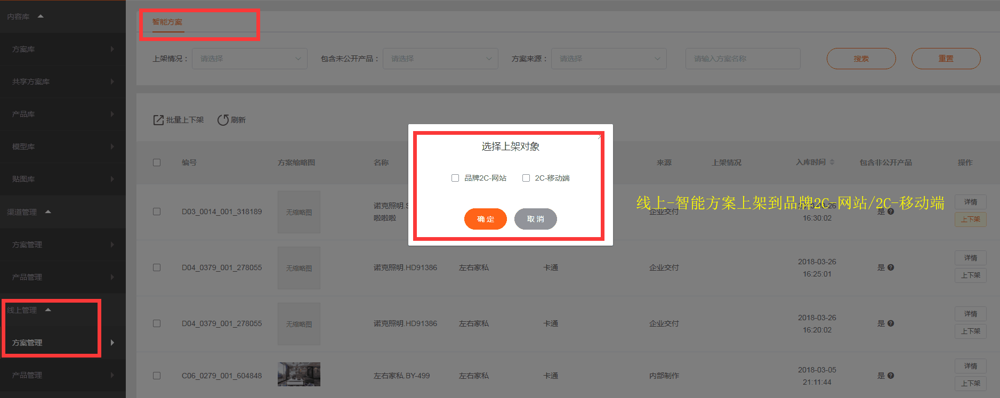 内容库
方案库
共享方案库
产品库
模型库
贴图库
渠道管理
方案管理
产品管理
线上管理
方案管理
产品管理
智能方案
上架情况： 请选择 包含未公开产品： 请选择 方案来源： 请选择 请输入方案名称 搜索 重置
批量上下架 刷新
编号 方案缩略图 名称 来源 上架情况 入库时间 包含非公开产品 操作
选择上架对象
品牌2C-网站 2C-移动端
确定 取消
线上-智能方案上架到品牌2C-网站/2C-移动端
D03_0014_001_318189 无缩略图 诺克照明.
啦啦啦
企业交付
16:30:02
是
详情
上下架
D04_0379_001_278055 无缩略图 诺克照明.HD91386 左右家私 卡通 企业交付 2018-03-26
16:25:01
是
详情
上下架
D04_0379_001_278055 无缩略图 诺克照明.HD91386 左右家私 卡通 企业交付 2018-03-26
16:20:02
是
详情
上下架
C06_0279_001_604848 左右家私.BY-499 左右家私 卡通 内部制作 2018-03-05
21:11:44
是
详情
上下架